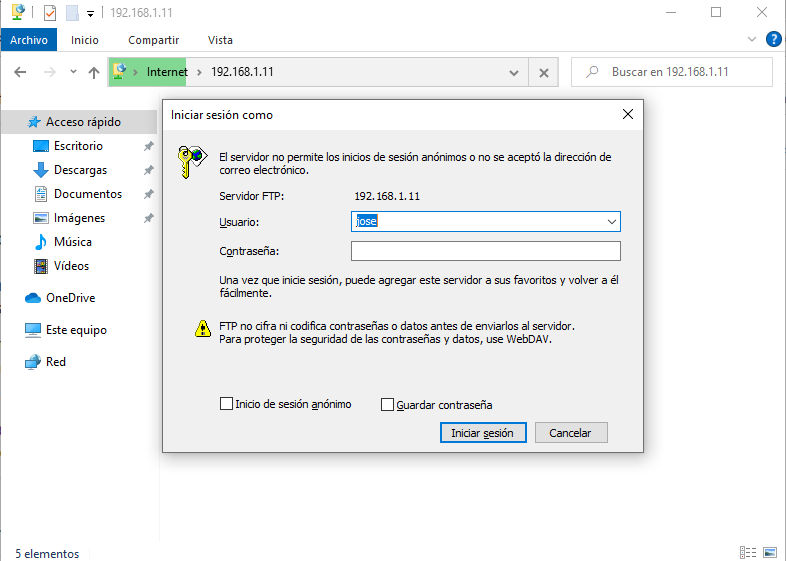 192.168.1.11
Archivo Inicio Compartir Vista
Internet 192.168.1.11 Buscar en 192.168.1.11
Acceso rápido
Escritorio
Descargas
Documentos
Imágenes
Música
Vídeos
OneDrive
Este equipo
Red
Iniciar sesión como
El servidor no permite los inicios de sesión anónimos o no se aceptó la dirección de
correo electrónico.
Servidor FTP: 192.168.1.11
Usuario: jose
Contraseña:
Una vez que inicie sesión, puede agregar este servidor a sus favoritos y volver a él
fácilmente.
FTP no cifra ni codifica contraseñas o datos antes de enviarlos al servidor.
Para proteger la seguridad de las contraseñas y datos, use WebDAV.
Inicio de sesión anónimo Guardar contraseña
Iniciar sesión Cancelar
5 elementos